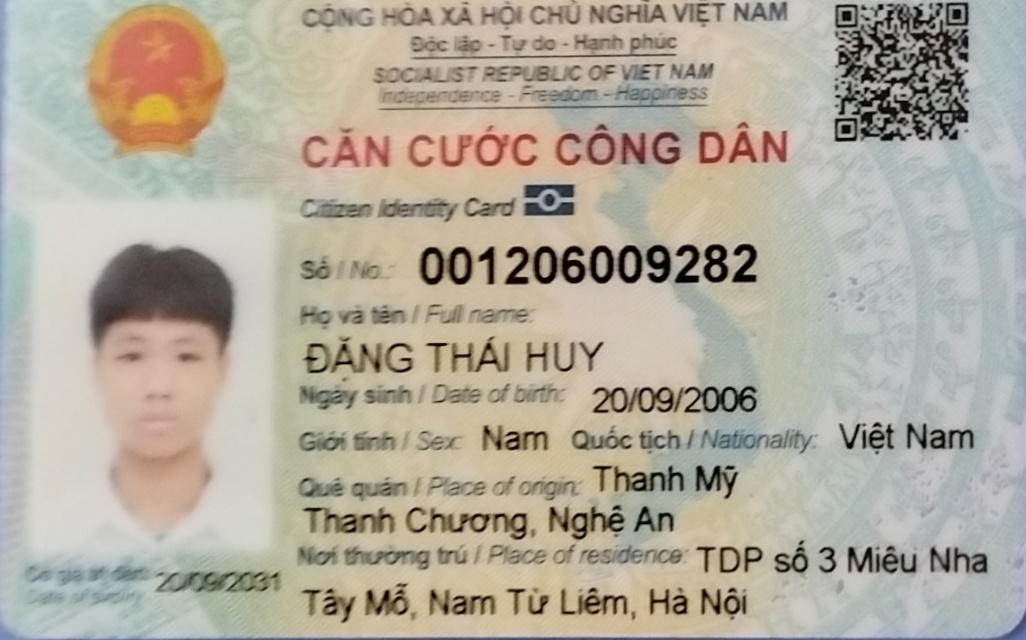 CỘNG HÒA XÃ HỘI CHỦ NGHĨA VIỆT NAM
Độc lập - Tự do - Hạnh phúc
SOCIALIST REPUBLIC OF VIET NAM
Independence - Freedom - Happiness
CĂN CƯỚC CÔNG DÂN
Citizen Identity Card
Số / No.: 001206009282
Họ và tên / Full name:
ĐẶNG THÁI HUY
Ngày sinh / Date of birth: 20/09/2006
Giới tính / Sex: Nam Quốc tịch / Nationality: Việt Nam
Quê quán / Place of origin: Thanh Mỹ
Thanh Chương, Nghệ An
Nơi thường trú / Place of residence: TDP số 3 Miêu Nha
Tây Mỗ, Nam Từ Liêm, Hà Nội
Có giá trị đến: 20/09/2031
Date of expiry